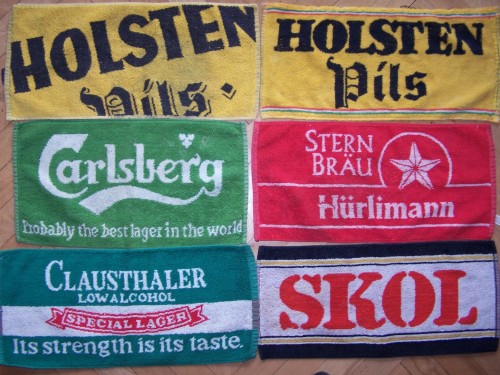 HOLSTEN
Pils
HOLSTEN
Pils
Carlsberg
Probably the best lager in the world
STERN
BRÄU
Hürlimann
CLAUSTHALER
LOW ALCOHOL
SPECIAL LAGER
Its strength is its taste.
SKOL